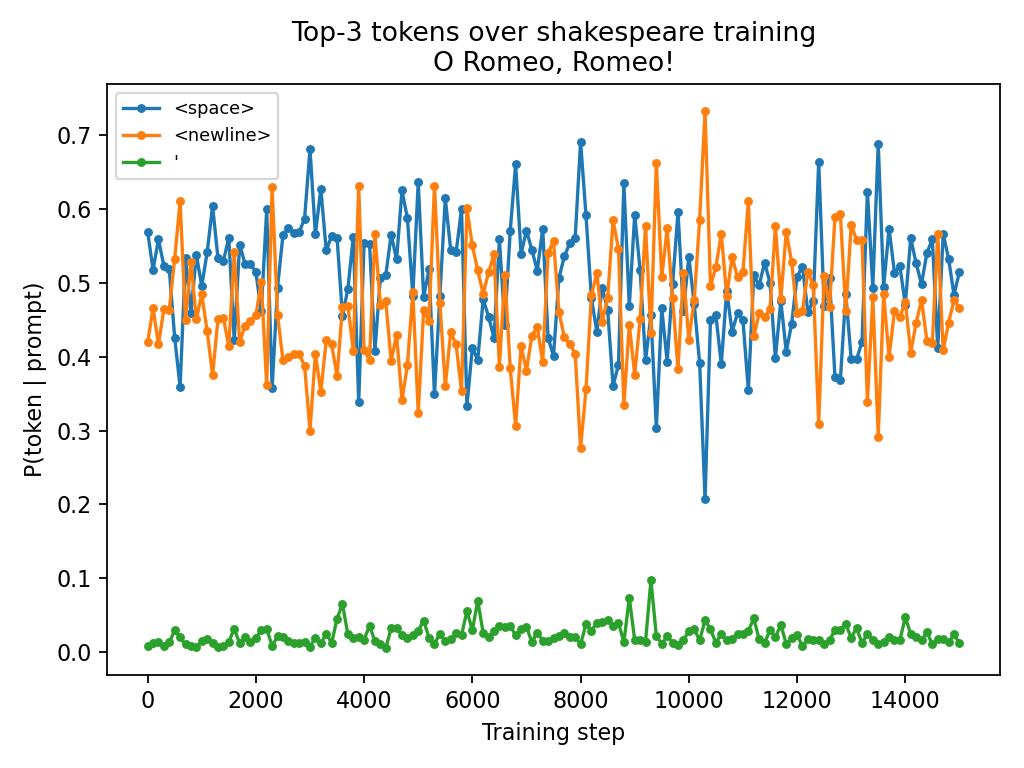 Top-3 tokens over shakespeare training
O Romeo, Romeo!
<space>
<newline>
'
P(token | prompt)
0.7
0.6
0.5
0.4
0.3
0.2
0.1
0.0
0 2000 4000 6000 8000 10000 12000 14000
Training step